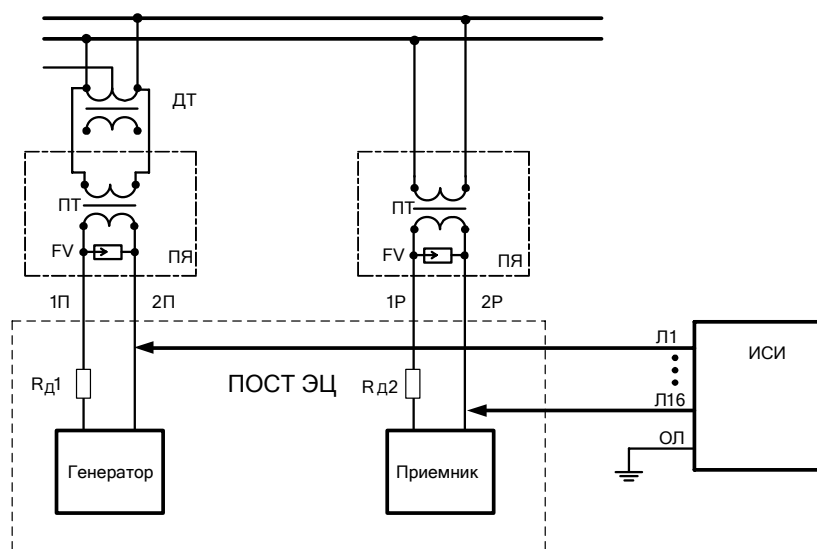 ДТ
ПТ
ПТ
FV
ПЯ
FV
ПЯ
1П
2П
1Р
2Р
Л1
ИСИ
RД1
ПОСТ ЭЦ
RД2
Л16
ОЛ
Генератор
Приемник